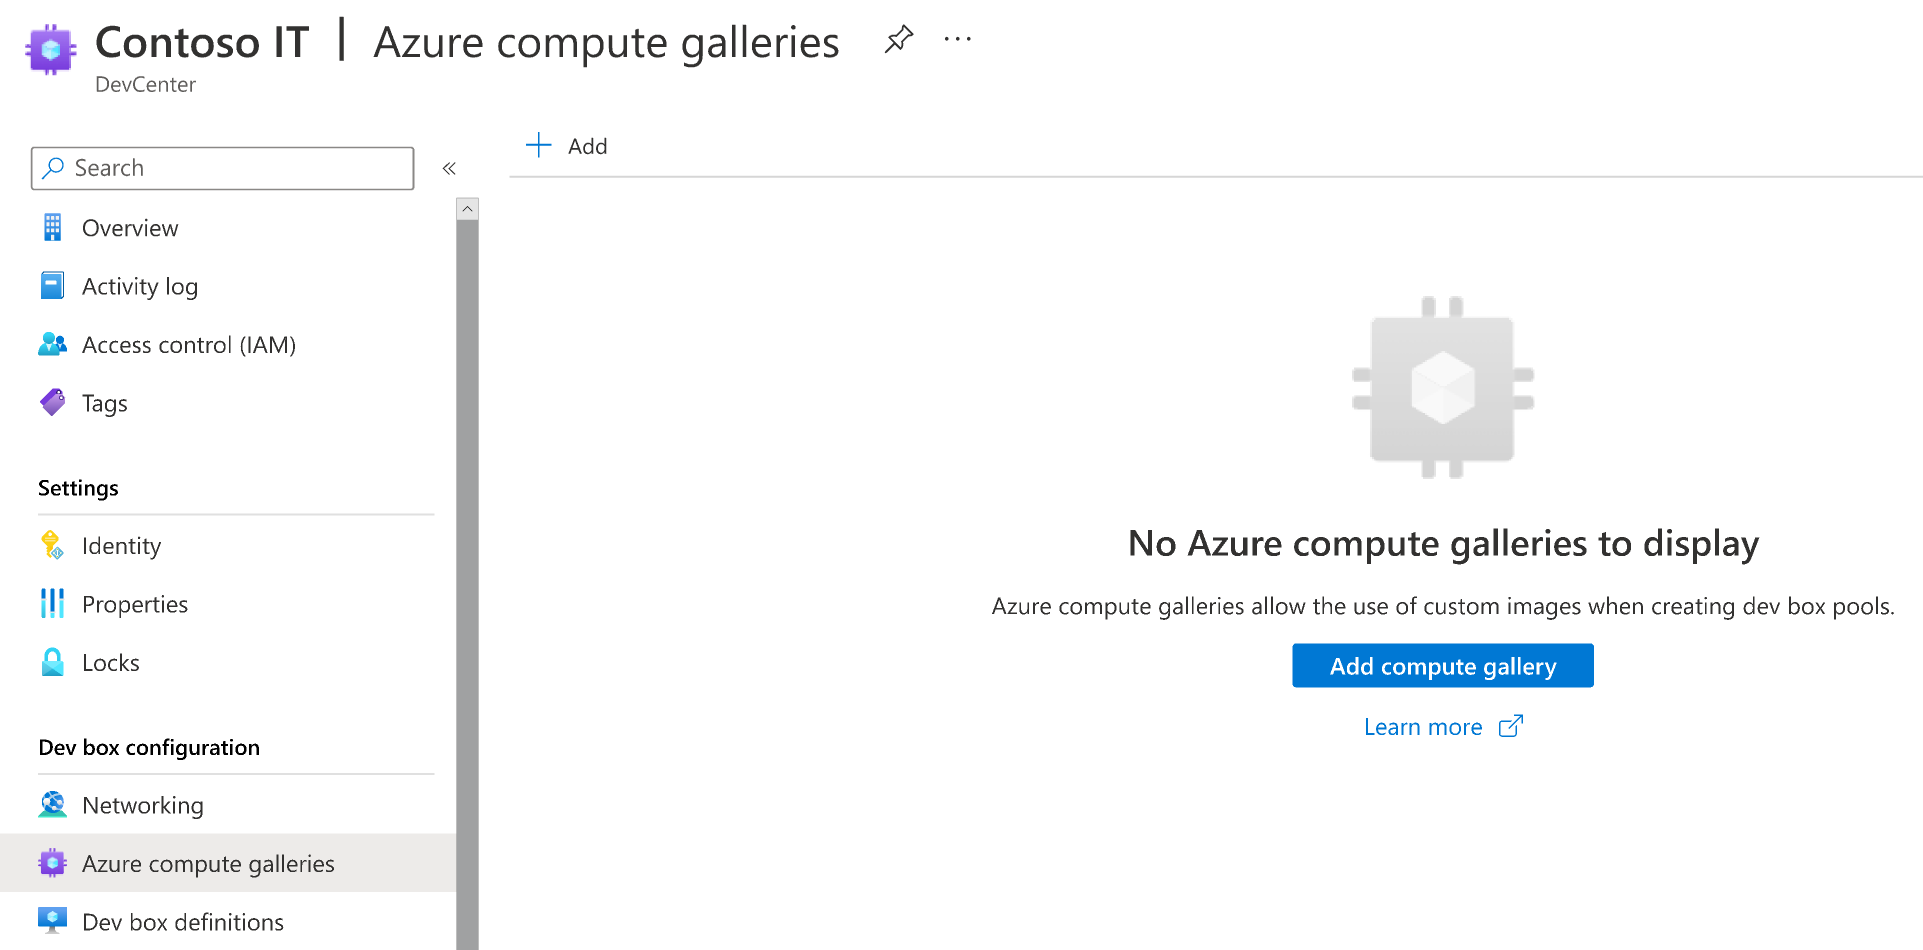 Contoso IT | Azure compute galleries
DevCenter
Search
Overview
Activity log
Access control (IAM)
Tags
Settings
Identity
Properties
Locks
Dev box configuration
Networking
Azure compute galleries
Dev box definitions
Add
No Azure compute galleries to display
Azure compute galleries allow the use of custom images when creating dev box pools.
Add compute gallery
Learn more